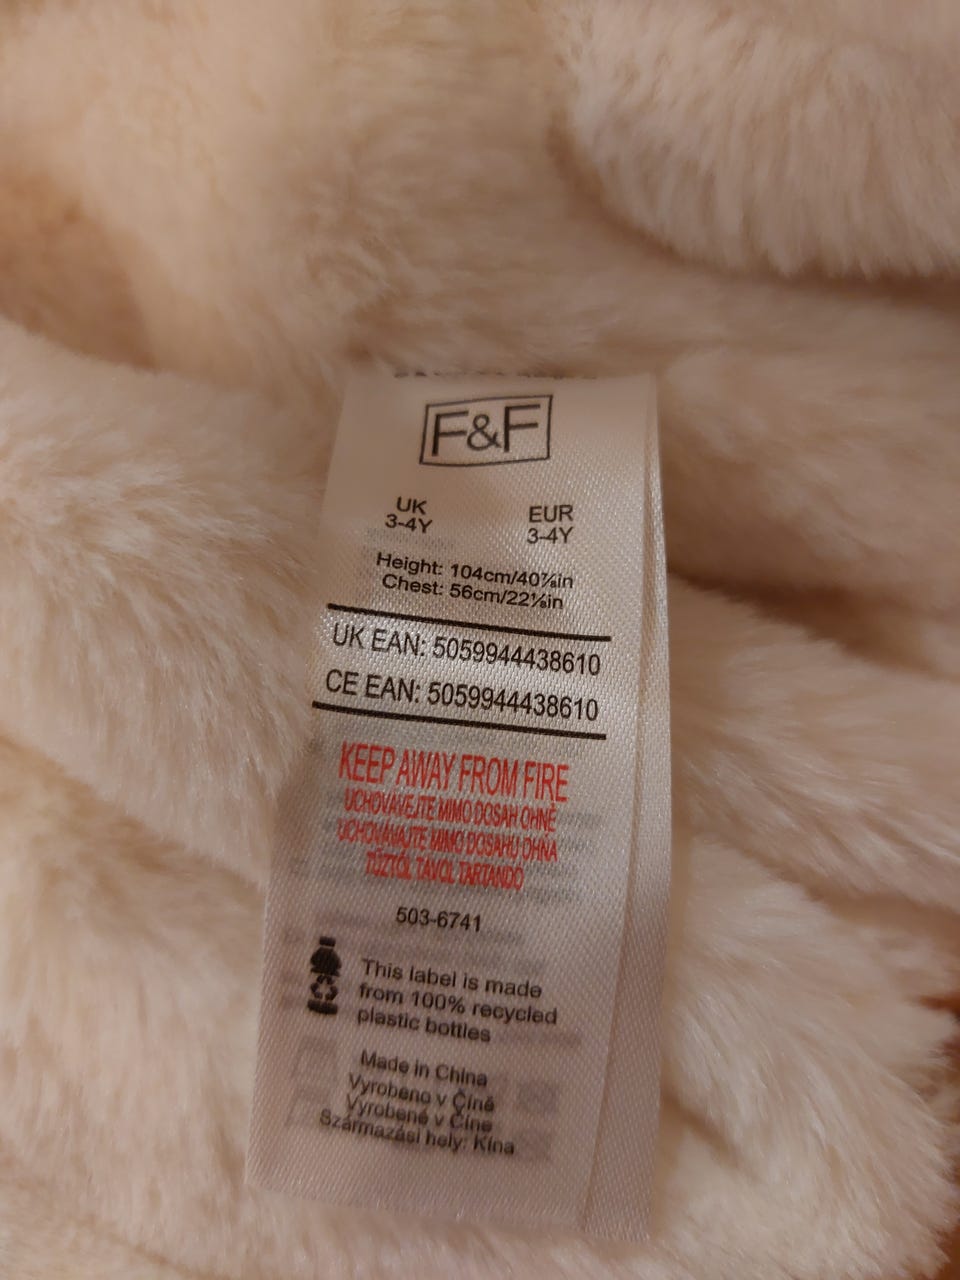 F&F
UK
3-4Y
EUR
3-4Y
Height: 104cm/40⅞in
Chest: 56cm/22⅛in
UK EAN: 5059944438610
CE EAN: 5059944438610
KEEP AWAY FROM FIRE
UCHOVÁVEJTE MIMO DOSAH OHNĚ
UCHOVÁVAJTE MIMO DOSAHU OHŇA
TŰZTŐL TÁVOL TARTANDÓ
503-6741
This label is made
from 100% recycled
plastic bottles
Made in China
Vyrobeno v Číně
Vyrobené v Číne
Származási hely: Kína